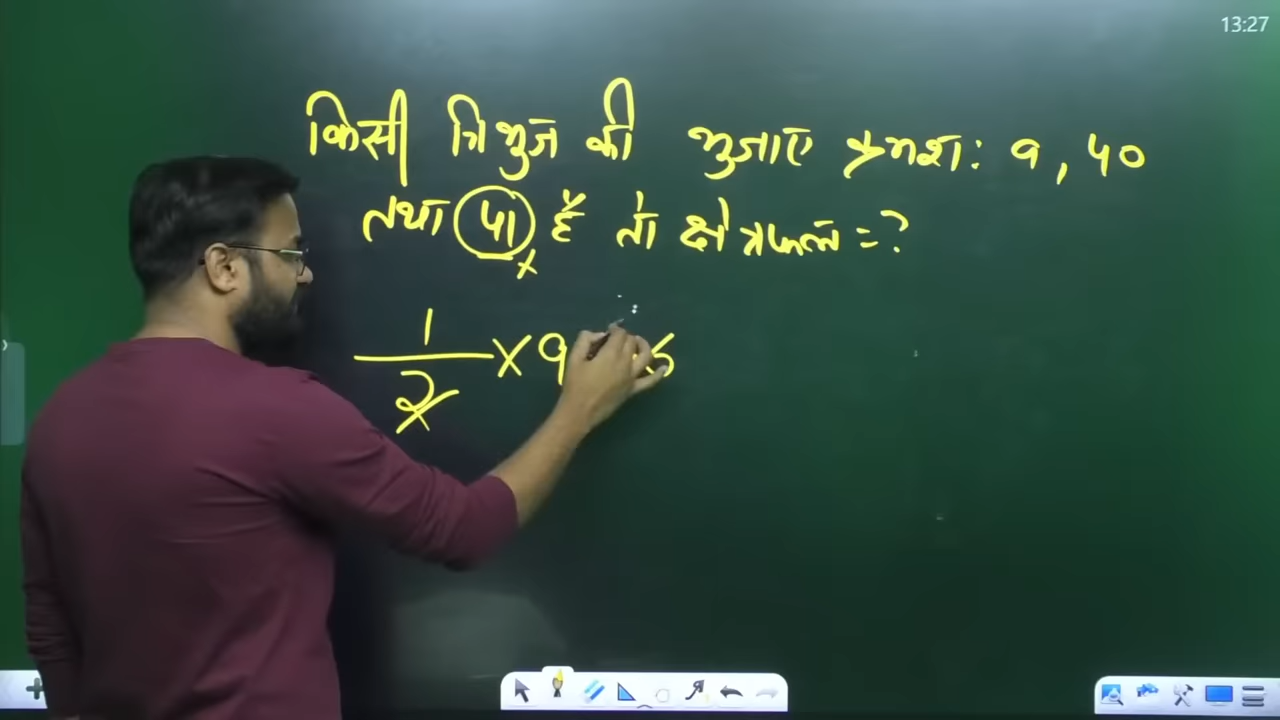 13:27
किसी त्रिभुज की भुजाए क्रमश: 9, 40
तथा 41 है तो क्षेत्रफल = ?
1
× 9
2